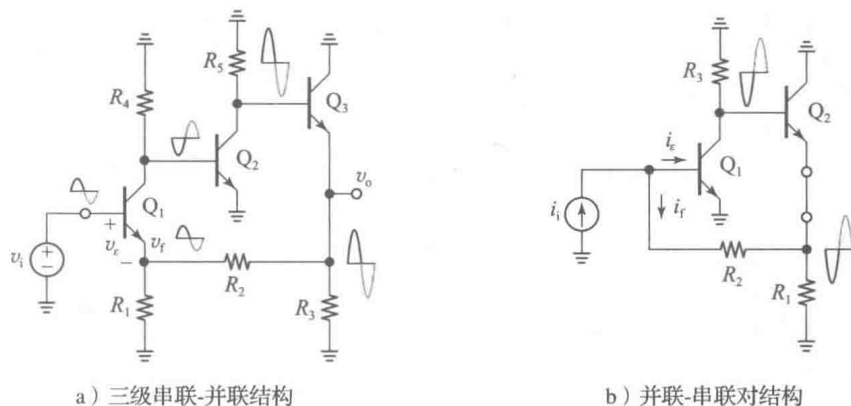 R5
R4
Q3
Q2
vo
Q1
+
vε
−
vf
vi
+
−
R2
R1
R3
a）三级串联-并联结构
R3
Q2
iε
Q1
ii
if
R2
R1
b）并联-串联对结构